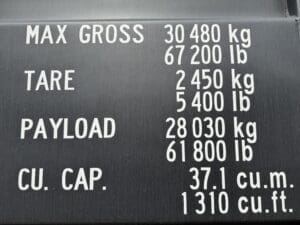 MAX GROSS 30 480 kg
67 200 lb
TARE 2 450 kg
5 400 lb
PAYLOAD 28 030 kg
61 800 lb
CU. CAP. 37.1 cu.m.
1 310 cu.ft.